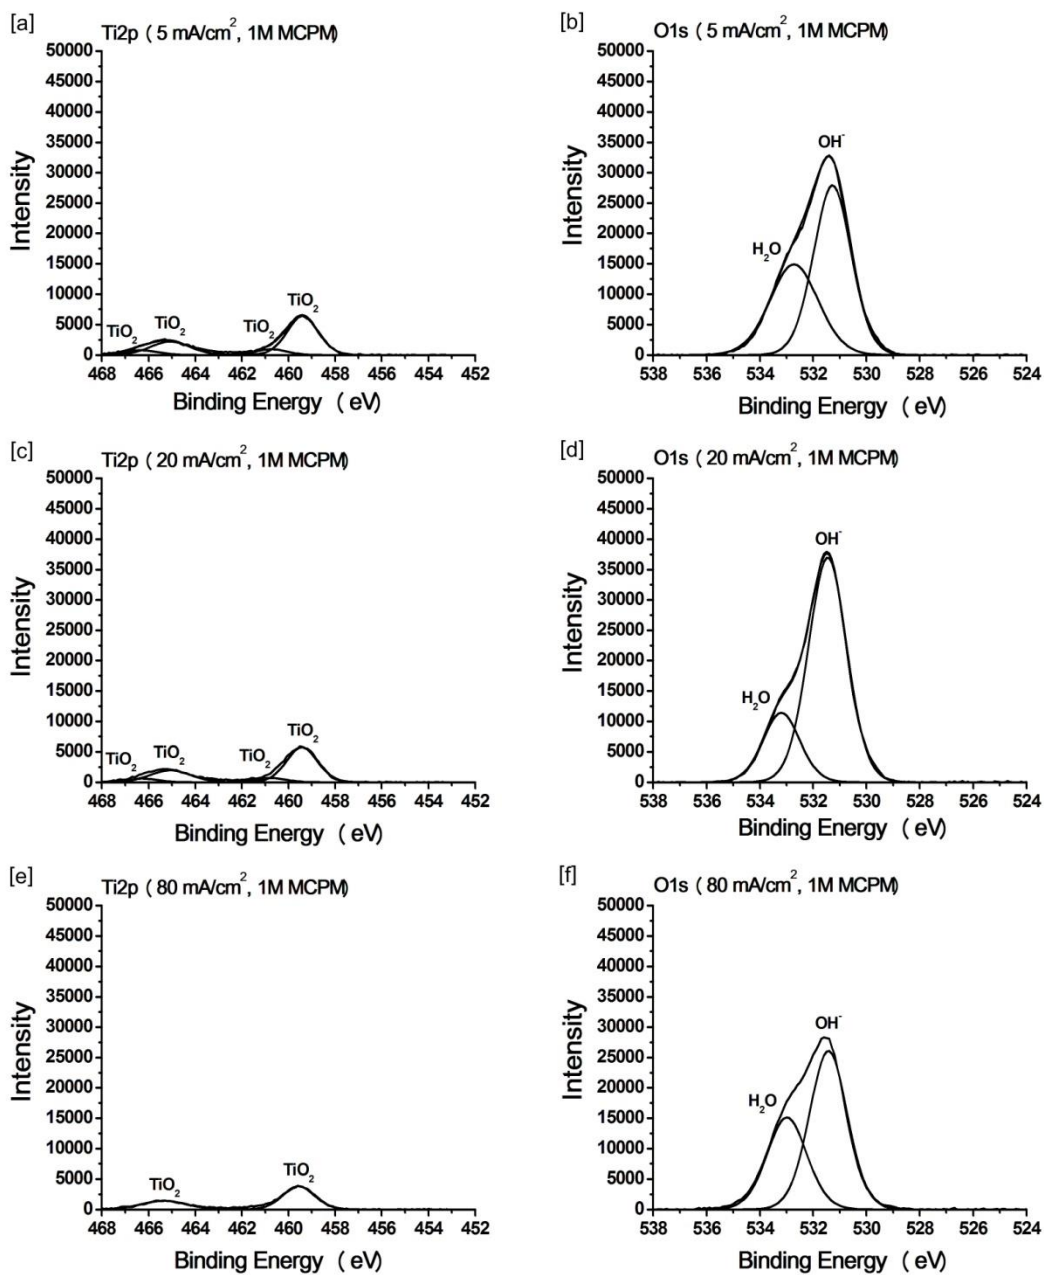 [a]
Ti2p ( 5 mA/cm², 1M MCPM)
50000
45000
40000
35000
30000
25000
20000
15000
10000
5000
0
Intensity
TiO₂
TiO₂
TiO₂
TiO₂
468 466 464 462 460 458 456 454 452
Binding Energy ( eV)
[b]
O1s ( 5 mA/cm², 1M MCPM)
50000
45000
40000
35000
30000
25000
20000
15000
10000
5000
0
Intensity
OH⁻
H₂O
538 536 534 532 530 528 526 524
Binding Energy ( eV)
[c]
Ti2p ( 20 mA/cm², 1M MCPM)
50000
45000
40000
35000
30000
25000
20000
15000
10000
5000
0
Intensity
TiO₂
TiO₂
TiO₂
TiO₂
468 466 464 462 460 458 456 454 452
Binding Energy ( eV)
[d]
O1s ( 20 mA/cm², 1M MCPM)
50000
45000
40000
35000
30000
25000
20000
15000
10000
5000
0
Intensity
OH⁻
H₂O
538 536 534 532 530 528 526 524
Binding Energy ( eV)
[e]
Ti2p ( 80 mA/cm², 1M MCPM)
50000
45000
40000
35000
30000
25000
20000
15000
10000
5000
0
Intensity
TiO₂
TiO₂
468 466 464 462 460 458 456 454 452
Binding Energy ( eV)
[f]
O1s ( 80 mA/cm², 1M MCPM)
50000
45000
40000
35000
30000
25000
20000
15000
10000
5000
0
Intensity
OH⁻
H₂O
538 536 534 532 530 528 526 524
Binding Energy ( eV)